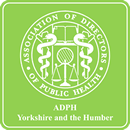 ASSOCIATION OF DIRECTORS
OF PUBLIC HEALTH
ADPH
Yorkshire and the Humber